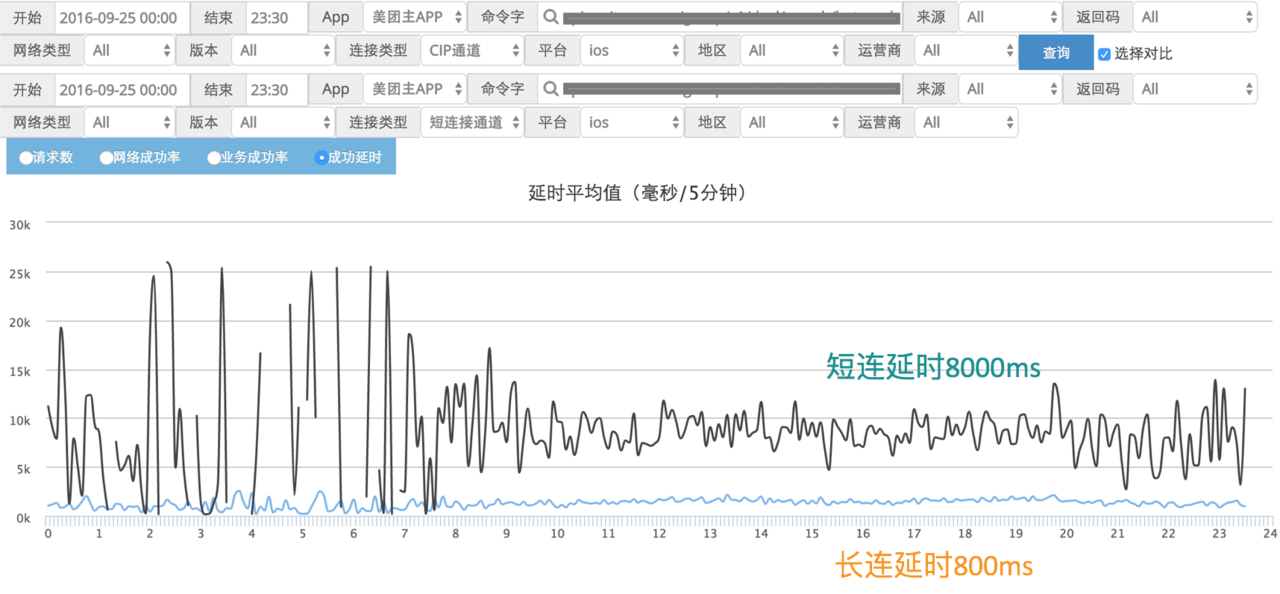 开始 2016-09-25 00:00 结束 23:30 App 美团主APP 命令字 来源 All 返回码 All
网络类型 All 版本 All 连接类型 CIP通道 平台 ios 地区 All 运营商 All 查询 选择对比
开始 2016-09-25 00:00 结束 23:30 App 美团主APP 命令字 来源 All 返回码 All
网络类型 All 版本 All 连接类型 短连接通道 平台 ios 地区 All 运营商 All
请求数 网络成功率 业务成功率 成功延时
延时平均值（毫秒/5分钟）
30k
25k
20k
15k
短连延时8000ms
10k
5k
0k
0 1 2 3 4 5 6 7 8 9 10 11 12 13 14 15 16 17 18 19 20 21 22 23 24
长连延时800ms